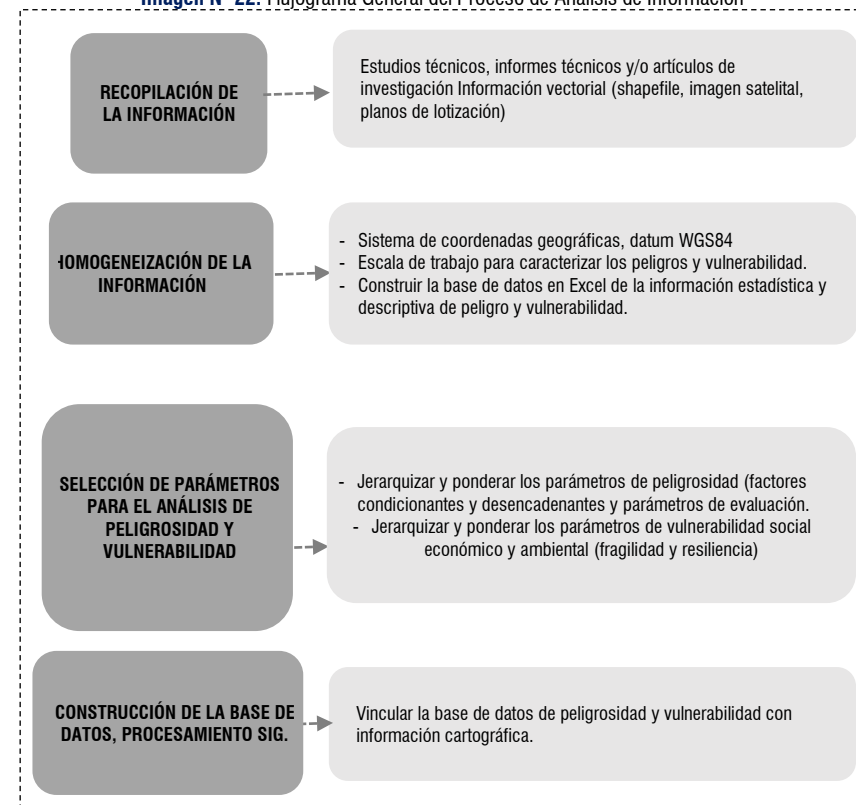 Imagen N° 22: Flujograma General del Proceso de Análisis de Información
RECOPILACIÓN DE
LA INFORMACIÓN
Estudios técnicos, informes técnicos y/o artículos de
investigación Información vectorial (shapefile, imagen satelital,
planos de lotización)
HOMOGENEIZACIÓN DE LA
INFORMACIÓN
- Sistema de coordenadas geográficas, datum WGS84
- Escala de trabajo para caracterizar los peligros y vulnerabilidad.
- Construir la base de datos en Excel de la información estadística y
descriptiva de peligro y vulnerabilidad.
SELECCIÓN DE PARÁMETROS
PARA EL ANÁLISIS DE
PELIGROSIDAD Y
VULNERABILIDAD
- Jerarquizar y ponderar los parámetros de peligrosidad (factores
condicionantes y desencadenantes y parámetros de evaluación.
- Jerarquizar y ponderar los parámetros de vulnerabilidad social
económico y ambiental (fragilidad y resiliencia)
CONSTRUCCIÓN DE LA BASE DE
DATOS, PROCESAMIENTO SIG.
Vincular la base de datos de peligrosidad y vulnerabilidad con
información cartográfica.